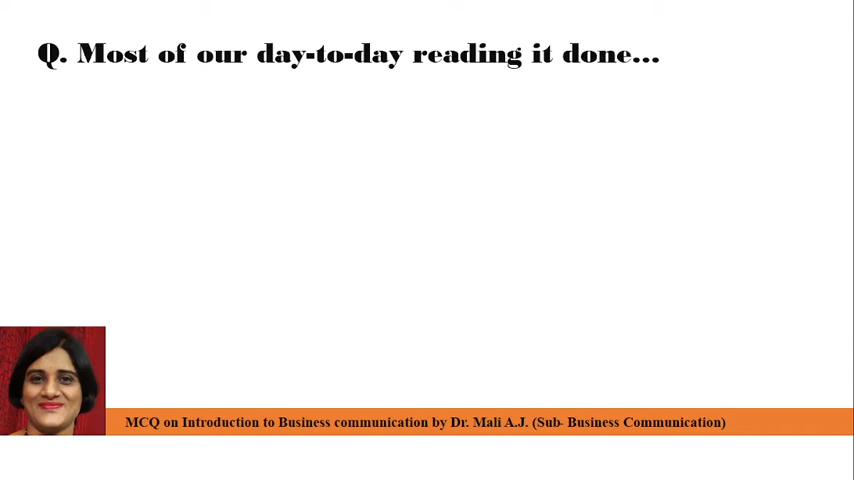 Q. Most of our day-to-day reading it done...
MCQ on Introduction to Business communication by Dr. Mali A.J. (Sub- Business Communication)